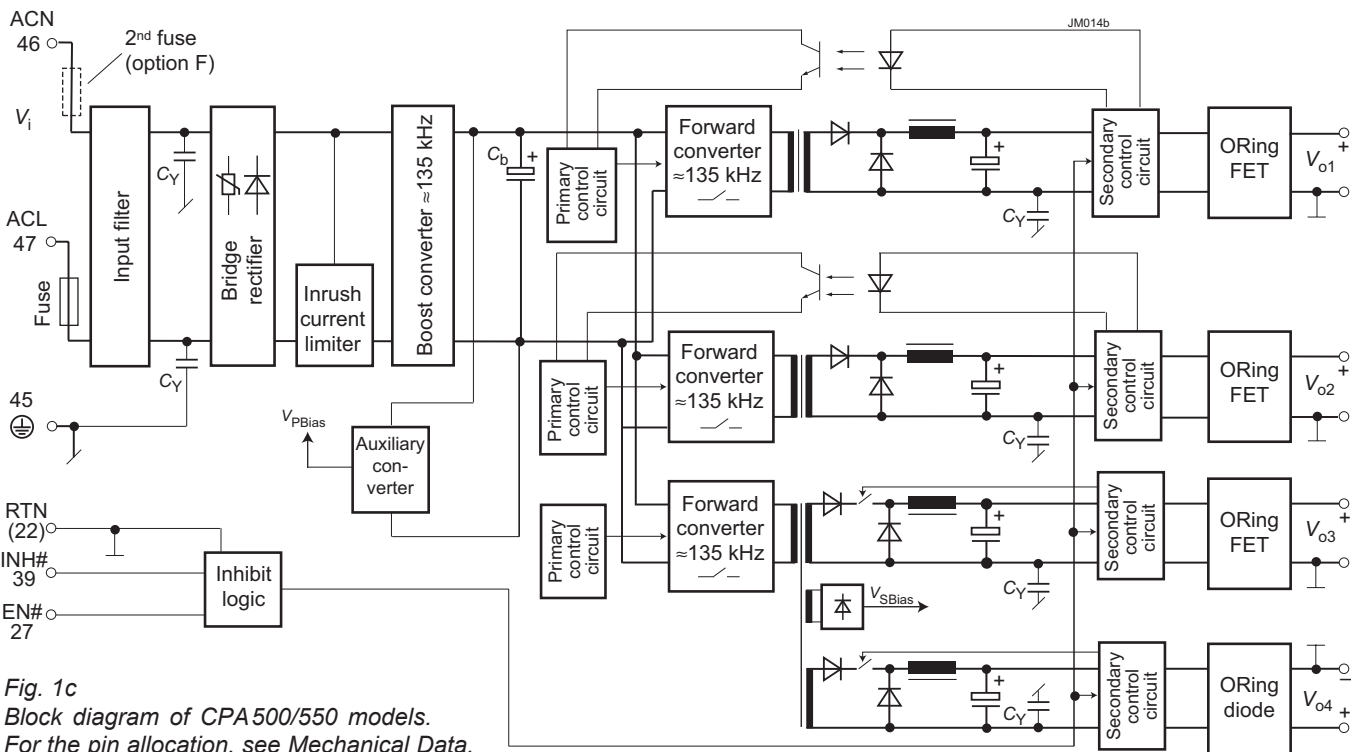 ACN
46
2nd fuse
(option F)
Vi
ACL
47
Fuse
45
Input filter
CY
CY
Bridge
rectifier
Inrush
current
limiter
Boost converter ≈135 kHz
Cb
+
VPBias
Auxiliary
con-
verter
RTN
(22)
INH#
39
EN#
27
Inhibit
logic
JM014b
Primary
control
circuit
Forward
converter
≈135 kHz
+
CY
Secondary
control
circuit
ORing
FET
+
Vo1
Primary
control
circuit
Forward
converter
≈135 kHz
+
CY
Secondary
control
circuit
ORing
FET
+
Vo2
Primary
control
circuit
Forward
converter
≈135 kHz
+
CY
Secondary
control
circuit
ORing
FET
+
Vo3
VSBias
+
CY
Secondary
control
circuit
ORing
diode
–
Vo4
+
Fig. 1c
Block diagram of CPA500/550 models.
For the pin allocation, see Mechanical Data.